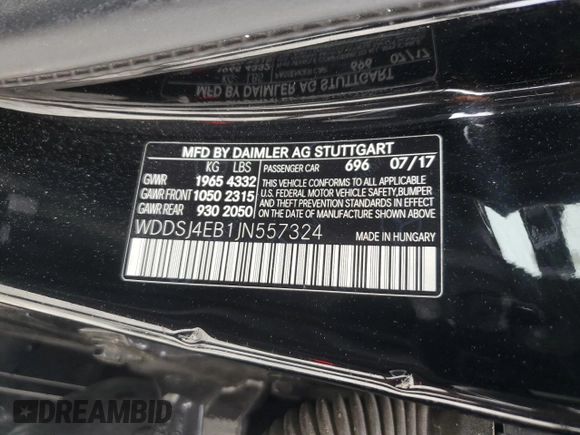 MFD BY DAIMLER AG STUTTGART
KG LBS PASSENGER CAR 696 07/17
GVWR 1965 4332
GAWR FRONT 1050 2315
GAWR REAR 930 2050
THIS VEHICLE CONFORMS TO ALL APPLICABLE
U.S. FEDERAL MOTOR VEHICLE SAFETY, BUMPER
AND THEFT PREVENTION STANDARDS IN EFFECT
ON THE DATE OF MANUFACTURE SHOWN ABOVE.
WDDSJ4EB1JN557324 MADE IN HUNGARY
DREAMBID